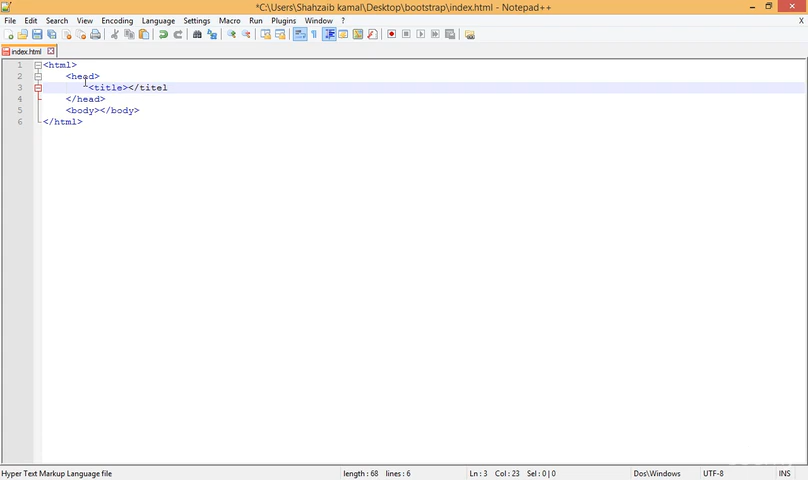 *C:\Users\Shahzaib kamal\Desktop\bootstrap\index.html - Notepad++
File Edit Search View Encoding Language Settings Macro Run Plugins Window ? X
index.html
1 <html>
2 <head>
3 <title></titel
4 </head>
5 <body></body>
6 </html>
Hyper Text Markup Language file length : 68 lines : 6 Ln : 3 Col : 23 Sel : 0 | 0 Dos\Windows UTF-8 INS